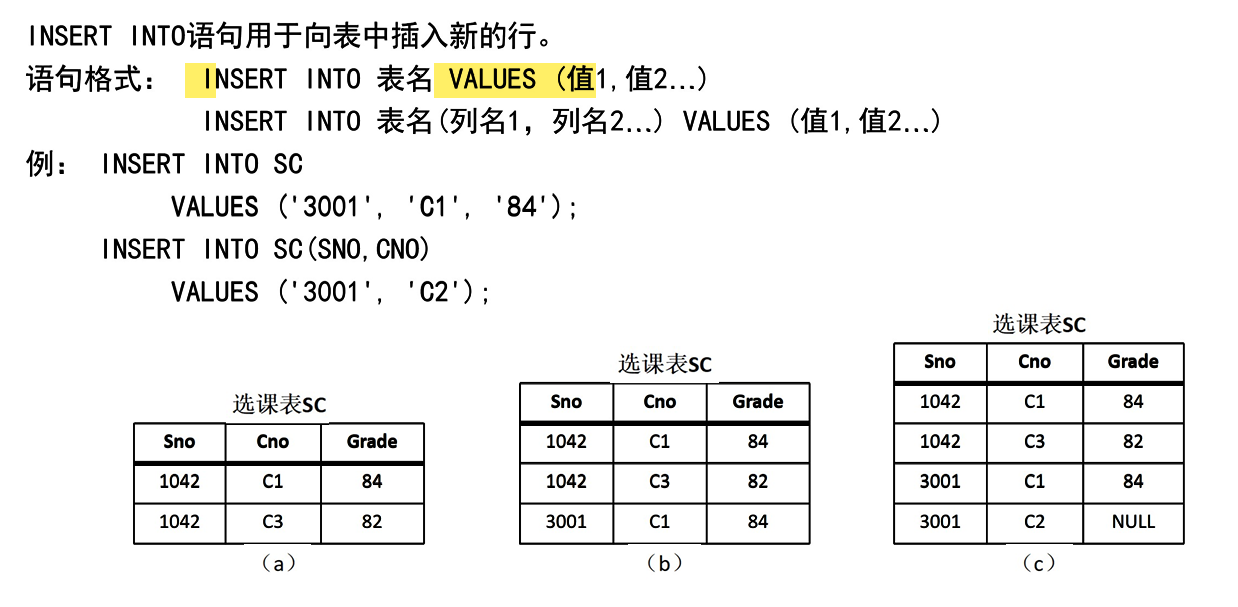 INSERT INTO语句用于向表中插入新的行。
语句格式： INSERT INTO 表名 VALUES (值1,值2…)
INSERT INTO 表名(列名1, 列名2…) VALUES (值1,值2…)
例： INSERT INTO SC
VALUES ('3001', 'C1', '84');
INSERT INTO SC(SNO,CNO)
VALUES ('3001', 'C2');
选课表SC
Sno Cno Grade
1042 C1 84
1042 C3 82
（a）
选课表SC
Sno Cno Grade
1042 C1 84
1042 C3 82
3001 C1 84
（b）
选课表SC
Sno Cno Grade
1042 C1 84
1042 C3 82
3001 C1 84
3001 C2 NULL
（c）